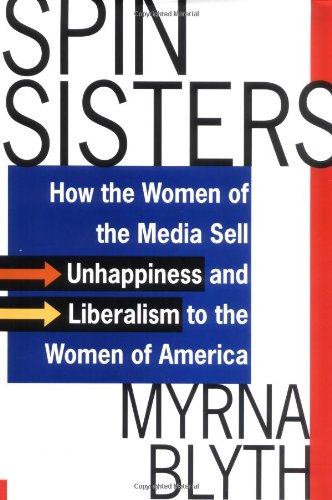 SPIN
SISTERS
How the Women of
the Media Sell
Unhappiness and
Liberalism to the
Women of America
MYRNA
BLYTH